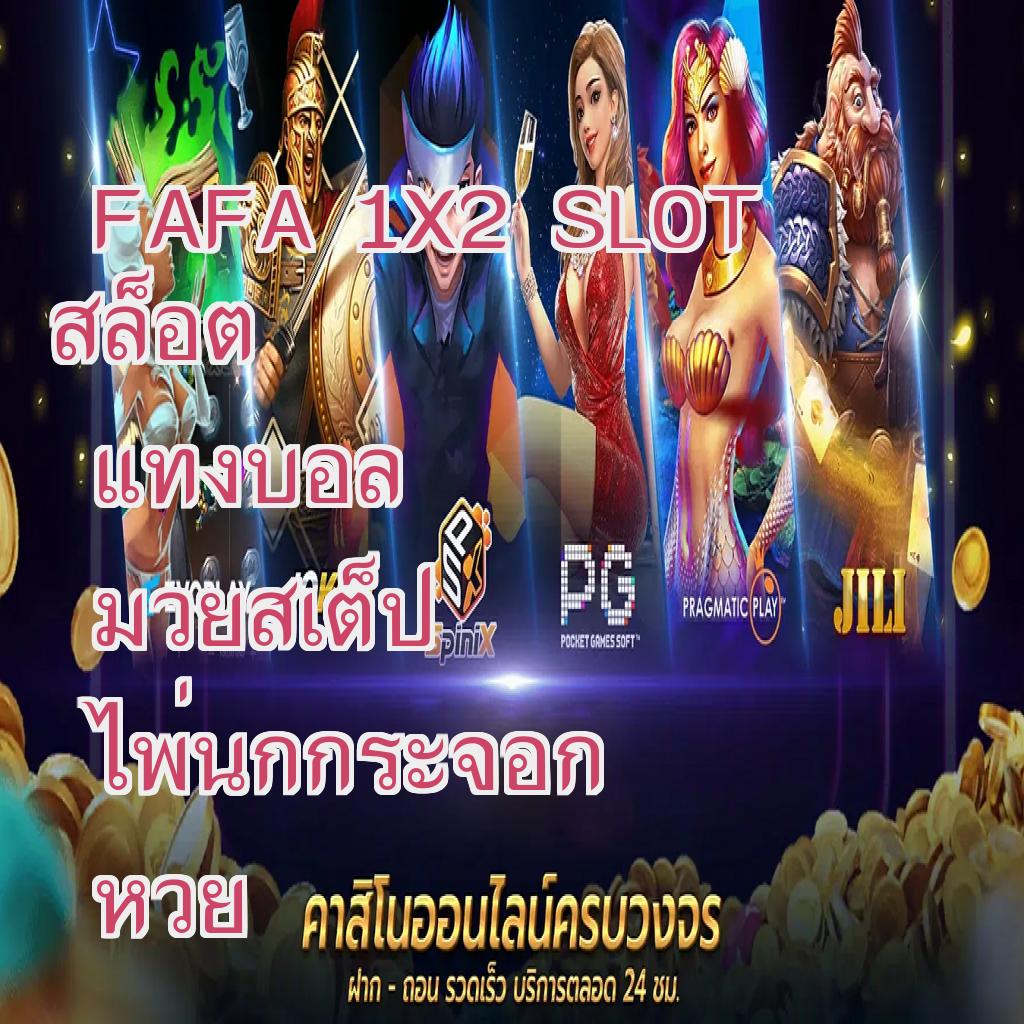 FAFA 1X2 SLOT
สล็อต
แทงบอล
มวยสเต็ป
SpiniX
PG
POCKET GAMES SOFT™
PRAGMATIC PLAY™
JILI
ไพ่นกกระจอก
หวย
คาสิโนออนไลน์ครบวงจร
ฝาก - ถอน รวดเร็ว บริการตลอด 24 ชม.